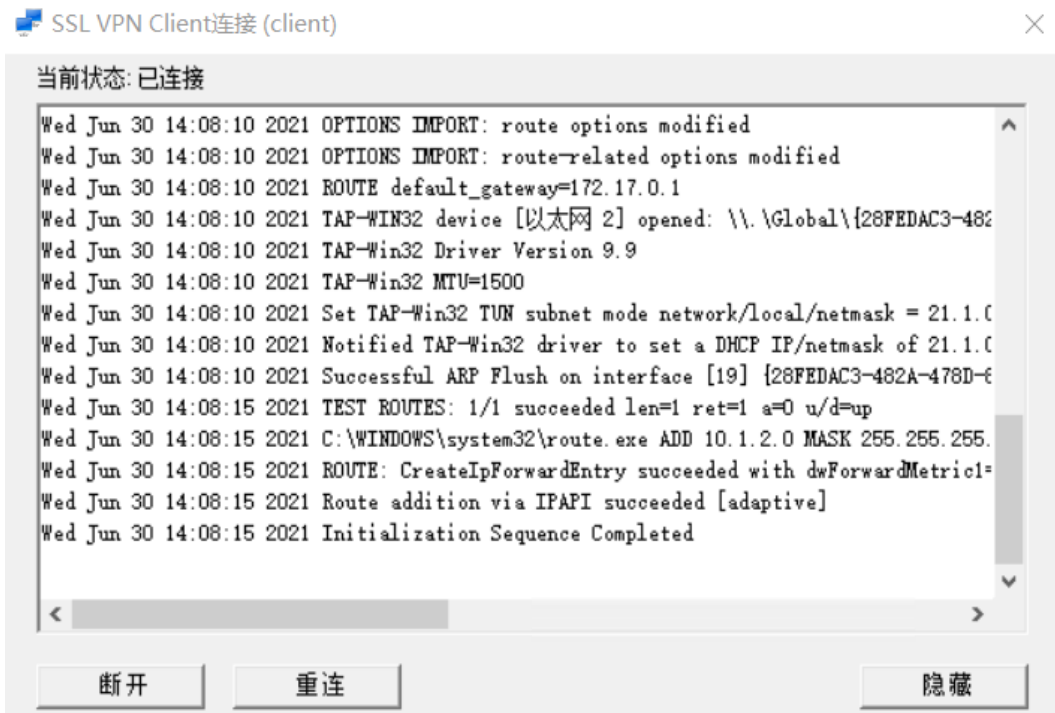 SSL VPN Client连接 (client)
当前状态: 已连接
Wed Jun 30 14:08:10 2021 OPTIONS IMPORT: route options modified
Wed Jun 30 14:08:10 2021 OPTIONS IMPORT: route-related options modified
Wed Jun 30 14:08:10 2021 ROUTE default_gateway=172.17.0.1
Wed Jun 30 14:08:10 2021 TAP-WIN32 device [以太网 2] opened: \\.\Global\{28FEDAC3-482
Wed Jun 30 14:08:10 2021 TAP-Win32 Driver Version 9.9
Wed Jun 30 14:08:10 2021 TAP-Win32 MTU=1500
Wed Jun 30 14:08:10 2021 Set TAP-Win32 TUN subnet mode network/local/netmask = 21.1.
Wed Jun 30 14:08:10 2021 Notified TAP-Win32 driver to set a DHCP IP/netmask of 21.1.
Wed Jun 30 14:08:10 2021 Successful ARP Flush on interface [19] {28FEDAC3-482A-478D-
Wed Jun 30 14:08:15 2021 TEST ROUTES: 1/1 succeeded len=1 ret=1 a=0 u/d=up
Wed Jun 30 14:08:15 2021 C:\WINDOWS\system32\route.exe ADD 10.1.2.0 MASK 255.255.255.
Wed Jun 30 14:08:15 2021 ROUTE: CreateIpForwardEntry succeeded with dwForwardMetric1=
Wed Jun 30 14:08:15 2021 Route addition via IPAPI succeeded [adaptive]
Wed Jun 30 14:08:15 2021 Initialization Sequence Completed
断开 重连 隐藏